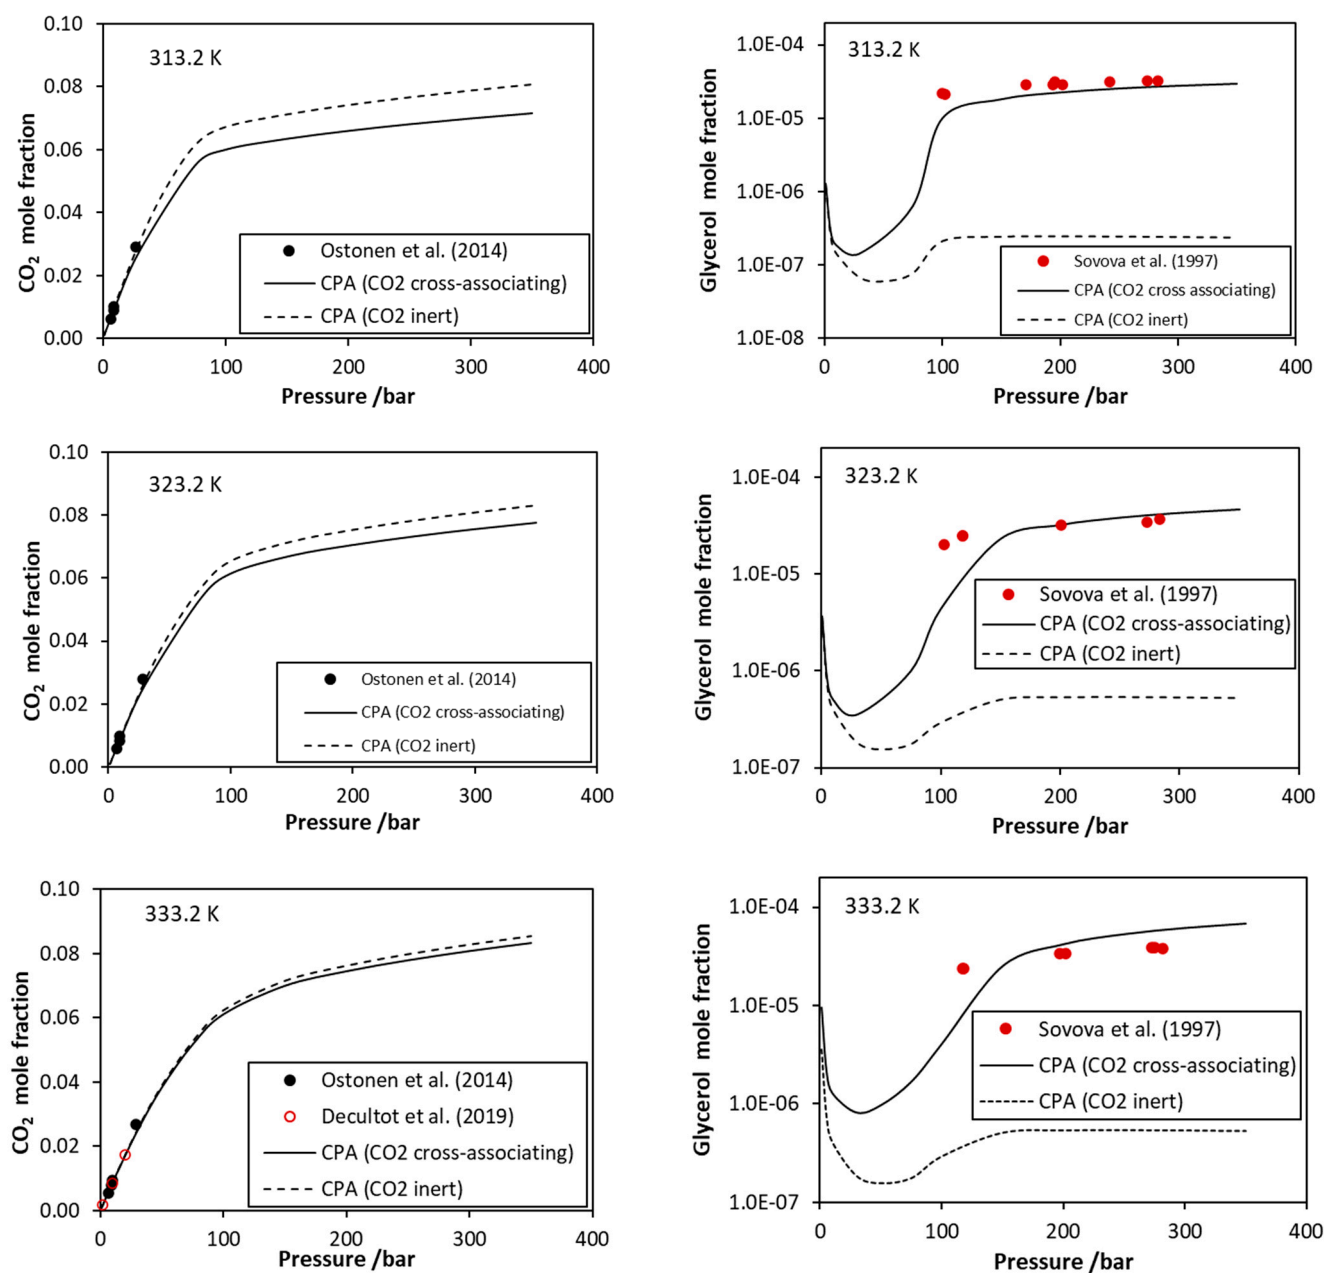 313.2 K
CO2 mole fraction
0.10
0.08
0.06
0.04
0.02
0.00
Ostonen et al. (2014)
CPA (CO2 cross-associating)
CPA (CO2 inert)
0 100 200 300 400
Pressure /bar
313.2 K
Glycerol mole fraction
1.0E-04
1.0E-05
1.0E-06
1.0E-07
1.0E-08
Sovova et al. (1997)
CPA (CO2 cross associating)
CPA (CO2 inert)
0 100 200 300 400
Pressure /bar
323.2 K
CO2 mole fraction
0.10
0.08
0.06
0.04
0.02
0.00
Ostonen et al. (2014)
CPA (CO2 cross-associating)
CPA (CO2 inert)
0 100 200 300 400
Pressure /bar
323.2 K
Glycerol mole fraction
1.0E-04
1.0E-05
1.0E-06
1.0E-07
Sovova et al. (1997)
CPA (CO2 cross-associating)
CPA (CO2 inert)
0 100 200 300 400
Pressure /bar
333.2 K
CO2 mole fraction
0.10
0.08
0.06
0.04
0.02
0.00
Ostonen et al. (2014)
Decultot et al. (2019)
CPA (CO2 cross-associating)
CPA (CO2 inert)
0 100 200 300 400
Pressure /bar
333.2 K
Glycerol mole fraction
1.0E-04
1.0E-05
1.0E-06
1.0E-07
Sovova et al. (1997)
CPA (CO2 cross-associating)
CPA (CO2 inert)
0 100 200 300 400
Pressure /bar